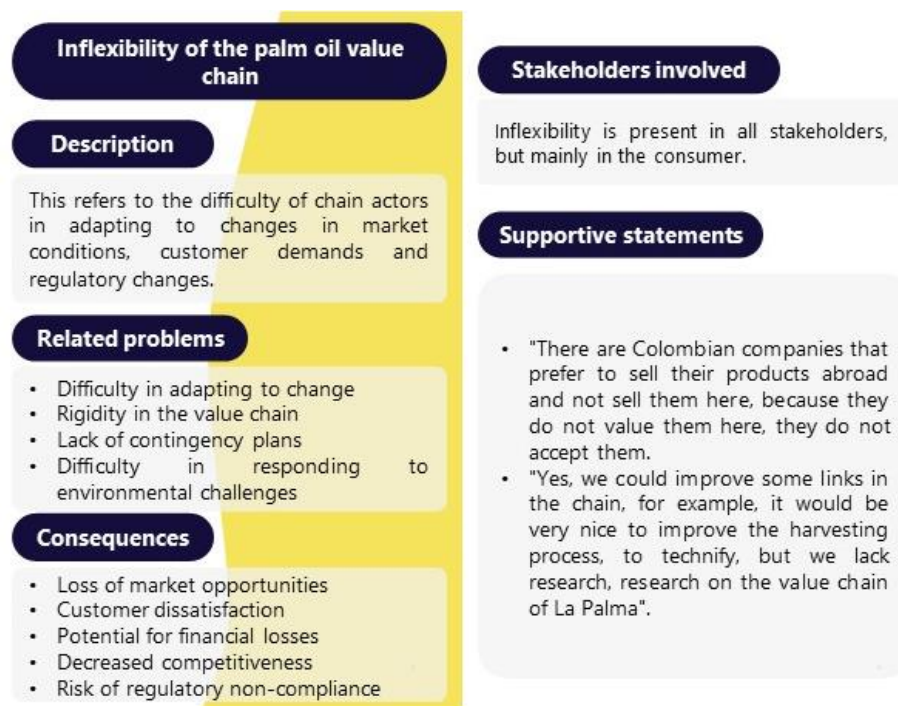 Inflexibility of the palm oil value
chain
Description
This refers to the difficulty of chain actors
in adapting to changes in market
conditions, customer demands and
regulatory changes.
Related problems
• Difficulty in adapting to change
• Rigidity in the value chain
• Lack of contingency plans
• Difficulty in responding to
environmental challenges
Consequences
• Loss of market opportunities
• Customer dissatisfaction
• Potential for financial losses
• Decreased competitiveness
• Risk of regulatory non-compliance
Stakeholders involved
Inflexibility is present in all stakeholders,
but mainly in the consumer.
Supportive statements
• "There are Colombian companies that
prefer to sell their products abroad
and not sell them here, because they
do not value them here, they do not
accept them.
• "Yes, we could improve some links in
the chain, for example, it would be
very nice to improve the harvesting
process, to technify, but we lack
research, research on the value chain
of La Palma".